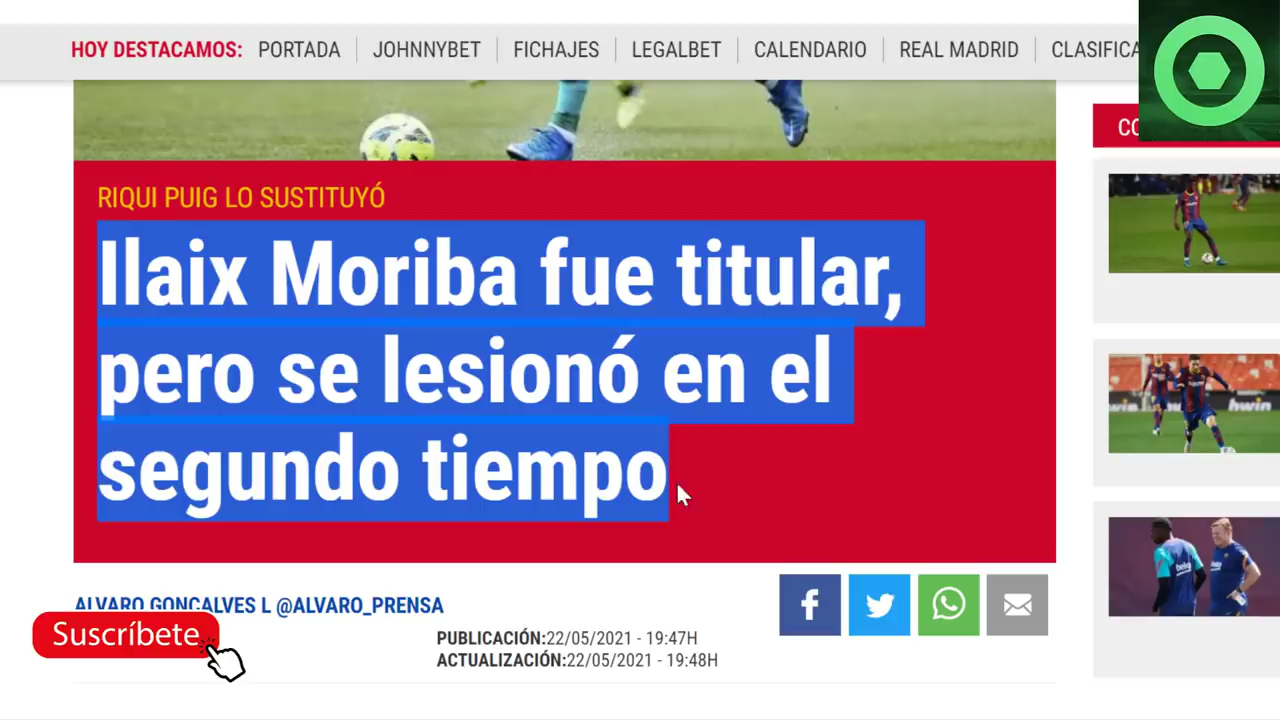 HOY DESTACAMOS: PORTADA JOHNNYBET FICHAJES LEGALBET CALENDARIO REAL MADRID CLASIFICA
CO
RIQUI PUIG LO SUSTITUYÓ
Ilaix Moriba fue titular,
pero se lesionó en el
segundo tiempo
ALVARO GONCALVES L @ALVARO_PRENSA
Suscríbete
PUBLICACIÓN:22/05/2021 - 19:47H
ACTUALIZACIÓN:22/05/2021 - 19:48H